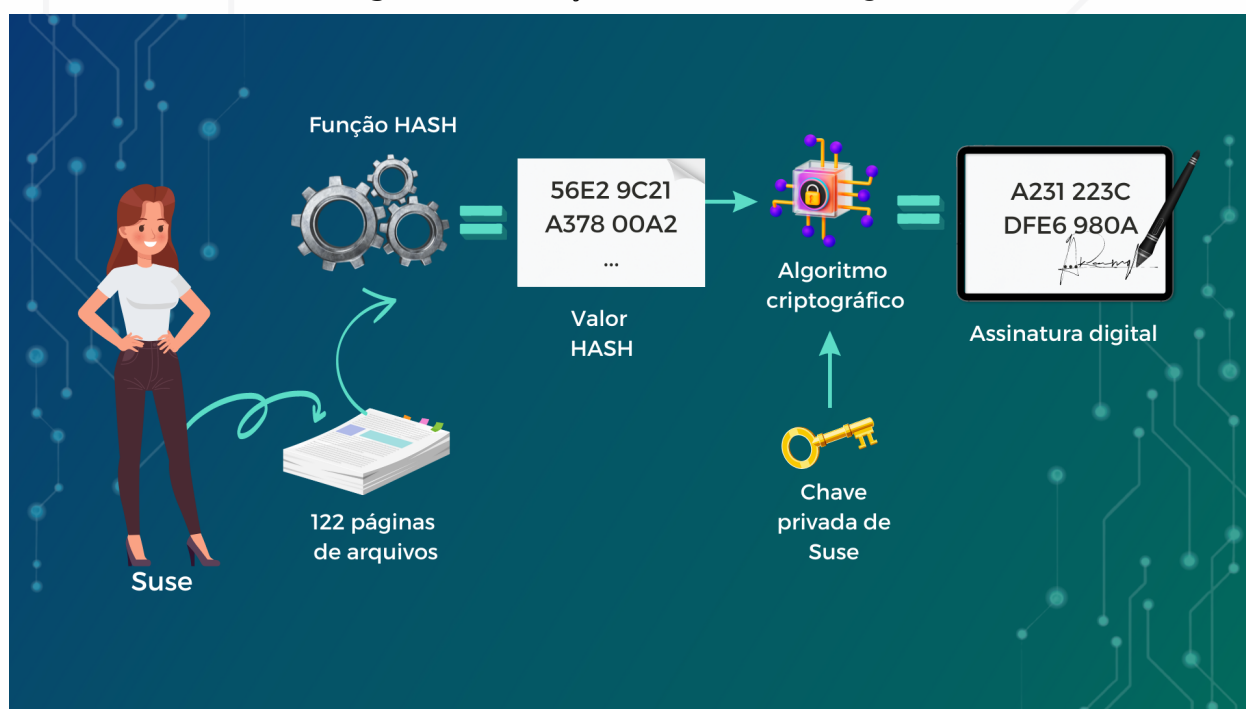 Função HASH
56E2 9C21
A378 00A2
...
Valor
HASH
Algoritmo
criptográfico
A231 223C
DFE6 980A
Assinatura digital
122 páginas
de arquivos
Chave
privada de
Suse
Suse